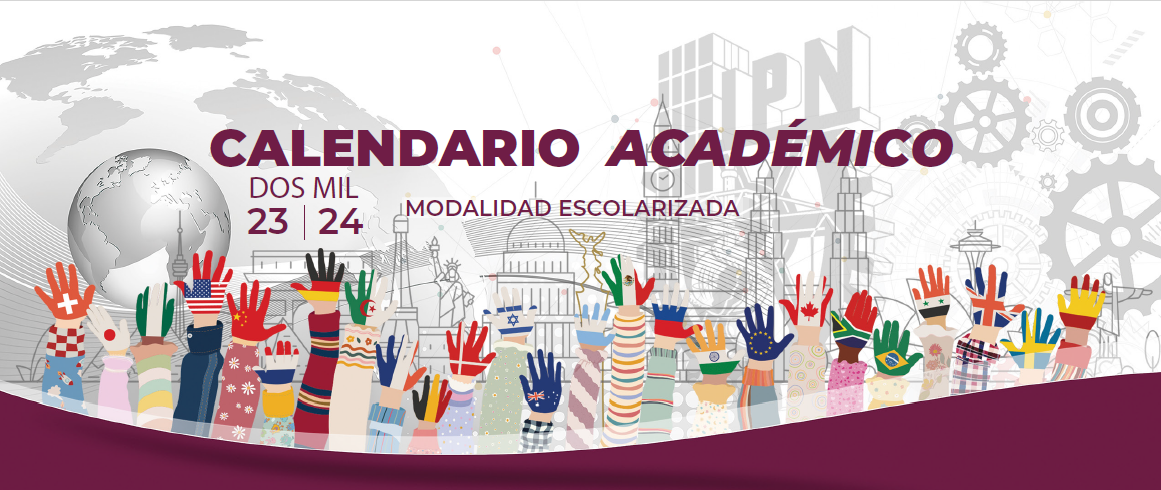 IPN
CALENDARIO ACADÉMICO
DOS MIL
23 | 24
MODALIDAD ESCOLARIZADA